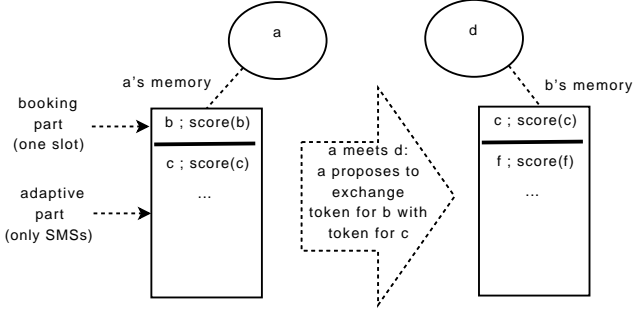 a
d
a's memory
b's memory
booking
part
(one slot)
b ; score(b)
c ; score(c)
...
adaptive
part
(only SMSs)
a meets d:
a proposes to
exchange
token for b with
token for c
c ; score(c)
f ; score(f)
...